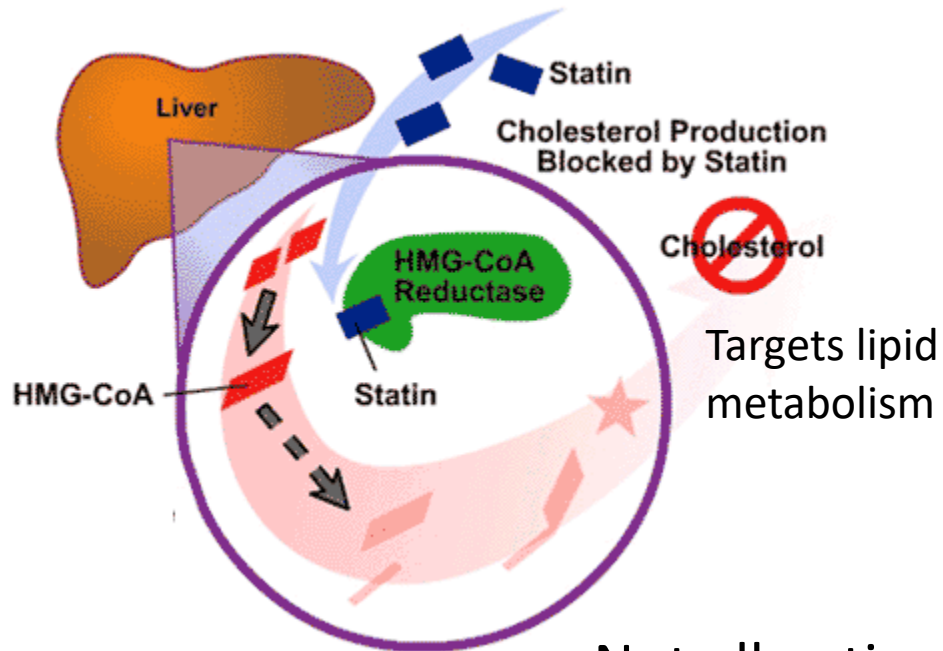 Liver
Statin
Cholesterol Production
Blocked by Statin
Cholesterol
HMG-CoA
Reductase
Targets lipid
metabolism
HMG-CoA
Statin